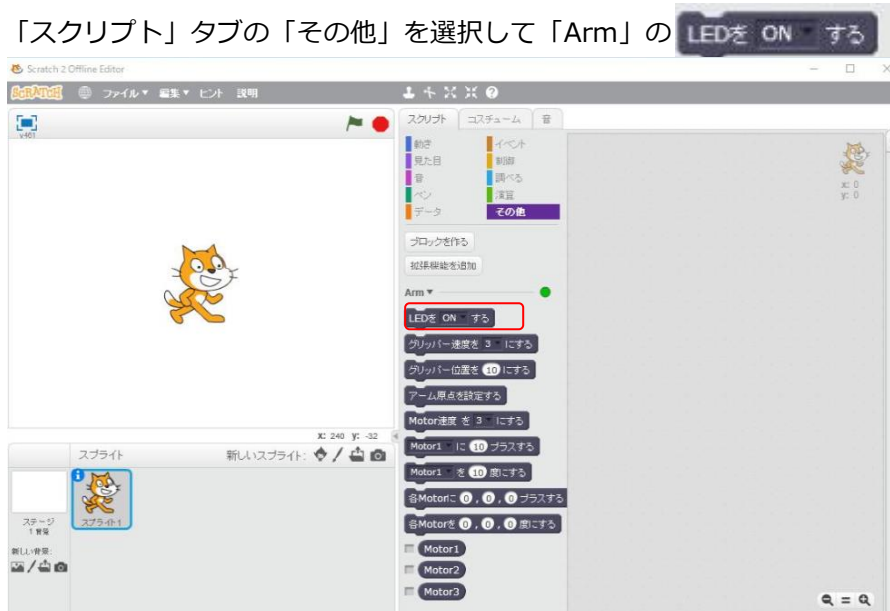 「スクリプト」タブの「その他」を選択して「Arm」の LEDを ON する
Scratch 2 Offline Editor
SCRATCH ファイル 編集 ヒント 説明
v461
スクリプト コスチューム 音
動き イベント
見た目 制御
音 調べる
ペン 演算
データ その他
x: 0
y: 0
ブロックを作る
拡張機能を追加
Arm
LEDを ON する
グリッパー速度を 3 にする
グリッパー位置を 10 にする
アーム原点を設定する
Motor速度 を 3 にする
Motor1 に 10 プラスする
Motor1 を 10 度にする
各Motorに 0 , 0 , 0 プラスする
各Motorを 0 , 0 , 0 度にする
Motor1
Motor2
Motor3
x: 240 y: -32
スプライト 新しいスプライト:
ステージ
1 背景
スプライト1
新しい背景: